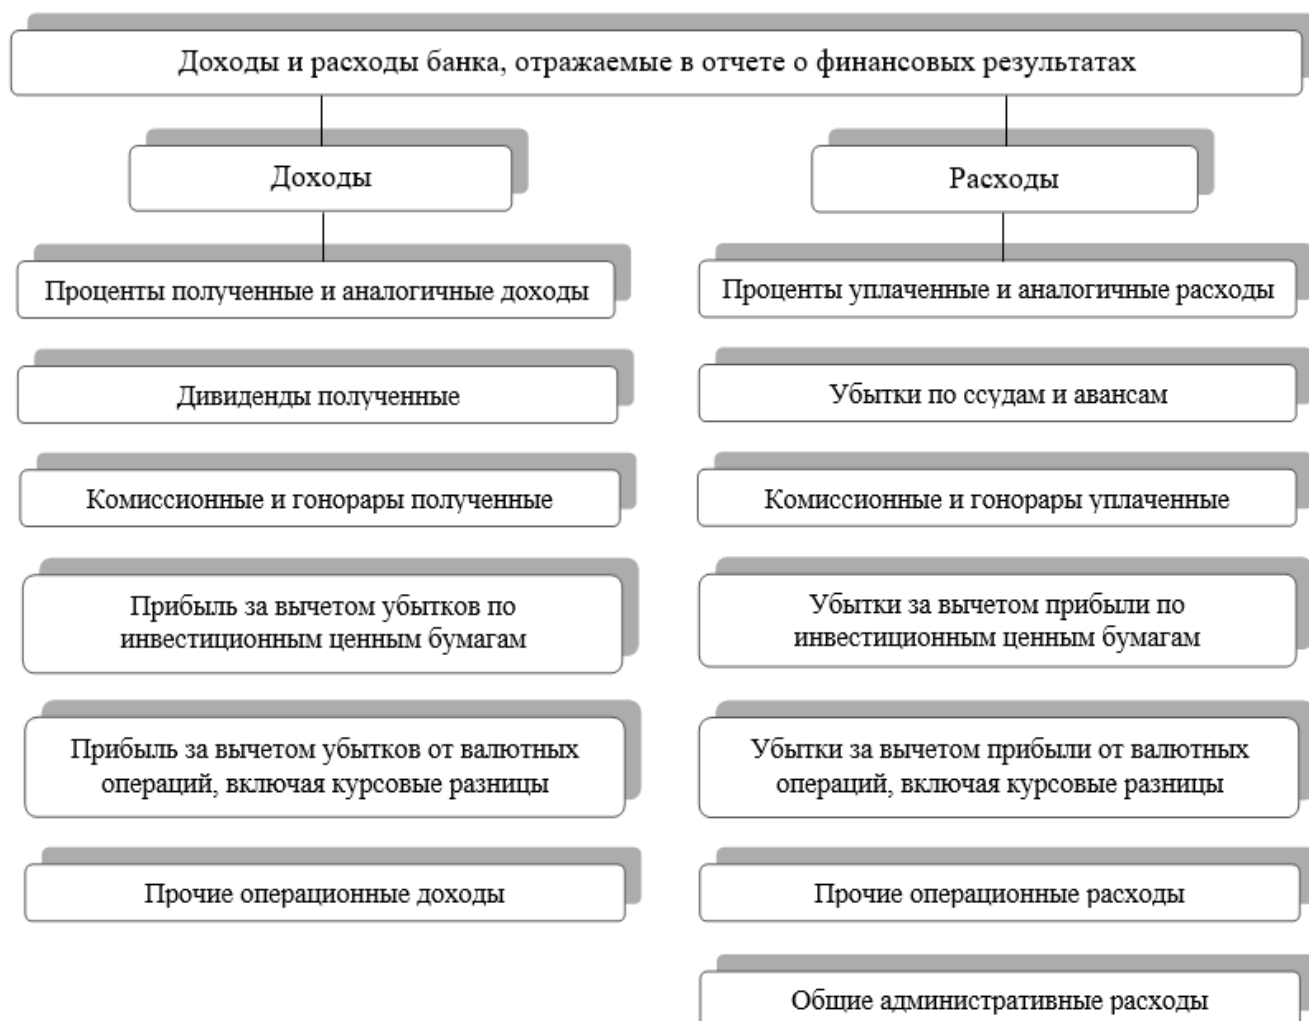 Доходы и расходы банка, отражаемые в отчете о финансовых результатах
Доходы
Расходы
Проценты полученные и аналогичные доходы
Проценты уплаченные и аналогичные расходы
Дивиденды полученные
Убытки по ссудам и авансам
Комиссионные и гонорары полученные
Комиссионные и гонорары уплаченные
Прибыль за вычетом убытков по
инвестиционным ценным бумагам
Убытки за вычетом прибыли по
инвестиционным ценным бумагам
Прибыль за вычетом убытков от валютных
операций, включая курсовые разницы
Убытки за вычетом прибыли от валютных
операций, включая курсовые разницы
Прочие операционные доходы
Прочие операционные расходы
Общие административные расходы